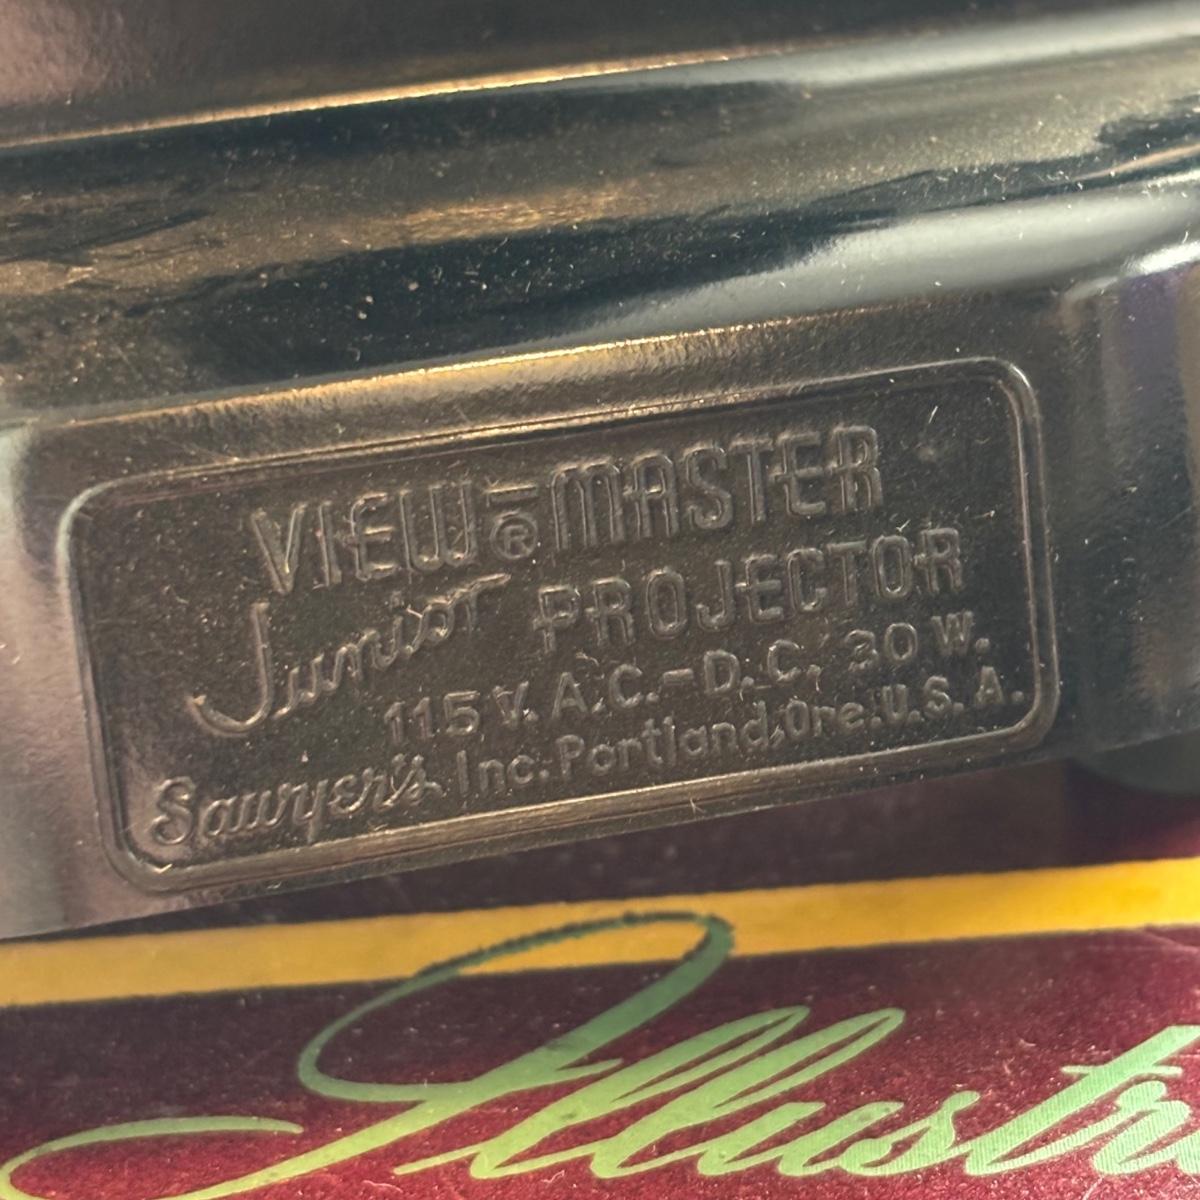 VIEW-MASTER
®
Junior PROJECTOR
115 V. A.C.-D.C. 30 W.
Sawyer's Inc. Portland, Ore. U.S.A.